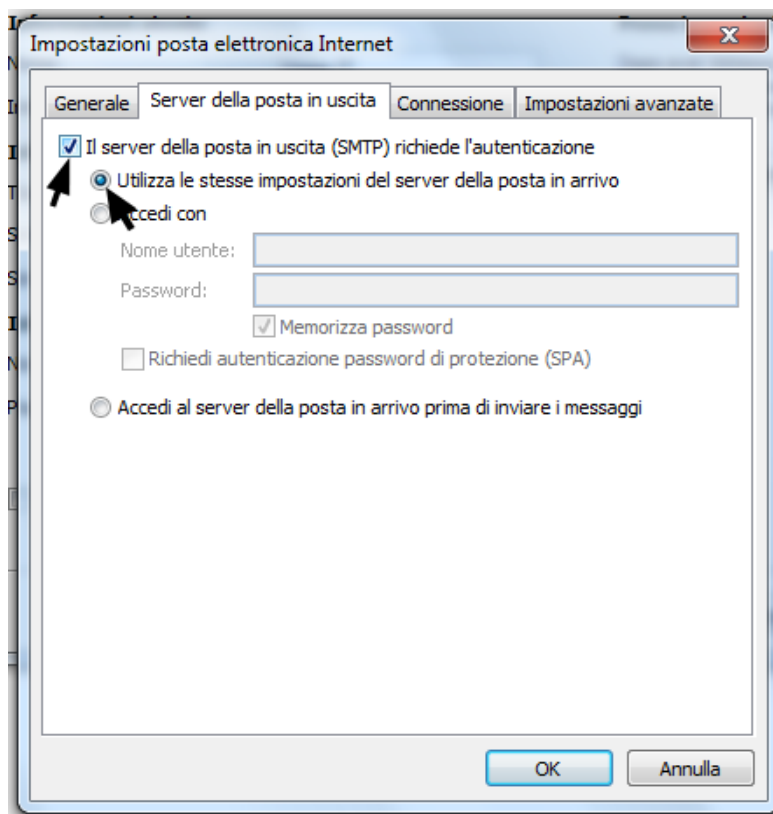 Impostazioni posta elettronica Internet
Generale Server della posta in uscita Connessione Impostazioni avanzate
Il server della posta in uscita (SMTP) richiede l'autenticazione
Utilizza le stesse impostazioni del server della posta in arrivo
Accedi con
Nome utente:
Password:
Memorizza password
Richiedi autenticazione password di protezione (SPA)
Accedi al server della posta in arrivo prima di inviare i messaggi
OK Annulla